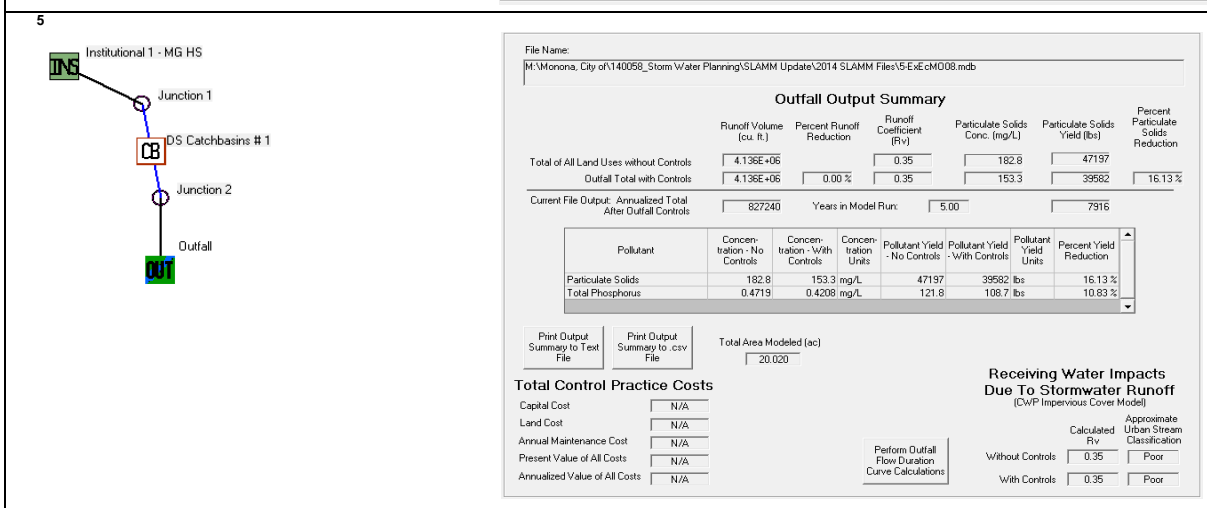 5
Institutional 1 - MG HS
INS
Junction 1
DS Catchbasins # 1
CB
Junction 2
Outfall
OUT
File Name:
M:\Monona, City of\140058_Storm Water Planning\SLAMM Update\2014 SLAMM Files\5-ExEcMO08.mdb
Outfall Output Summary
Runoff Volume (cu. ft.) Percent Runoff Reduction Runoff Coefficient (Rv) Particulate Solids Conc. (mg/L) Particulate Solids Yield (lbs) Percent Particulate Solids Reduction
Total of All Land Uses without Controls 4.136E+06 0.35 182.8 47197
Outfall Total with Controls 4.136E+06 0.00 % 0.35 153.3 39582 16.13 %
Current File Output: Annualized Total After Outfall Controls 827240 Years in Model Run: 5.00 7916
Pollutant Concen-tration - No Controls Concen-tration - With Controls Concen-tration Units Pollutant Yield - No Controls Pollutant Yield - With Controls Pollutant Yield Units Percent Yield Reduction
Particulate Solids 182.8 153.3 mg/L 47197 39582 lbs 16.13 %
Total Phosphorus 0.4719 0.4208 mg/L 121.8 108.7 lbs 10.83 %
Print Output Summary to Text File
Print Output Summary to .csv File
Total Area Modeled (ac)
20.020
Total Control Practice Costs
Capital Cost N/A
Land Cost N/A
Annual Maintenance Cost N/A
Present Value of All Costs N/A
Annualized Value of All Costs N/A
Perform Outfall Flow Duration Curve Calculations
Receiving Water Impacts
Due To Stormwater Runoff
(CWP Impervious Cover Model)
Calculated Rv Approximate Urban Stream Classification
Without Controls 0.35 Poor
With Controls 0.35 Poor